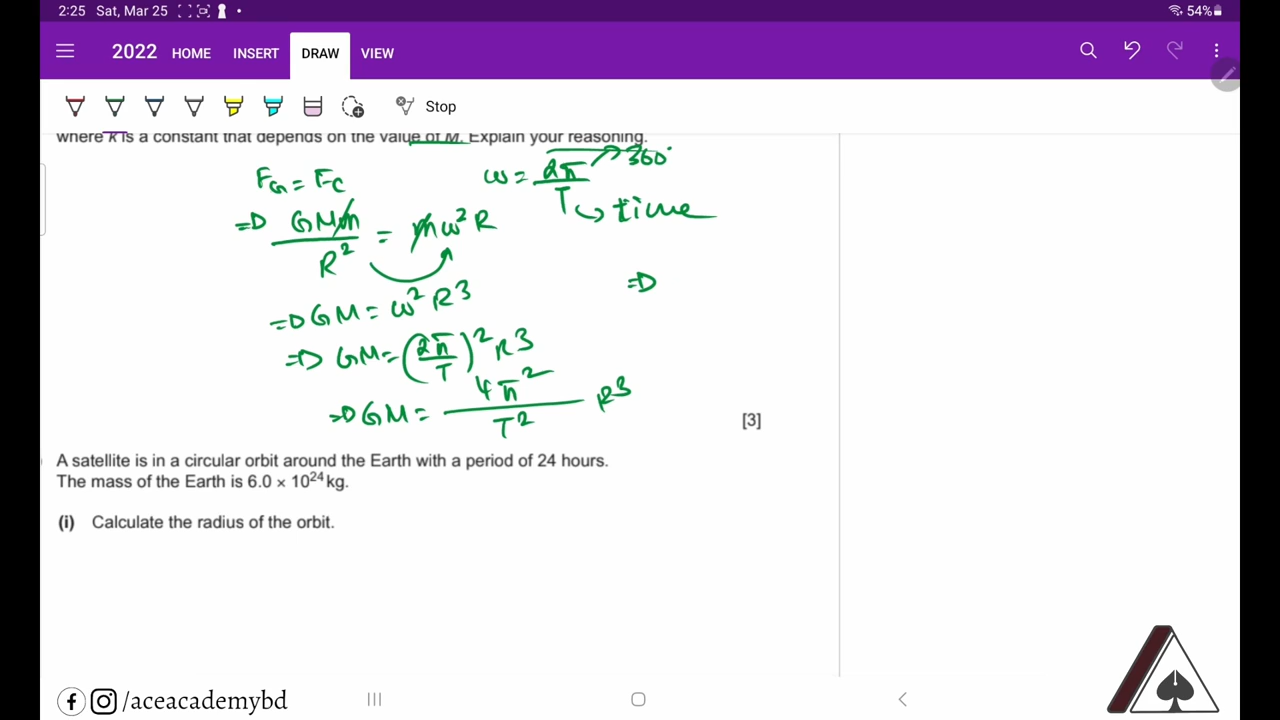 2:25 Sat, Mar 25
54%
2022 HOME INSERT DRAW VIEW
Stop
where k is a constant that depends on the value of M. Explain your reasoning.
F_G = F_C
ω = 2π/T → 360°
T → time
⇒ GMm/R² = mω²R
⇒
⇒ GM = ω²R³
⇒ GM = (2π/T)² R³
⇒ GM = 4π²/T² R³
[3]
A satellite is in a circular orbit around the Earth with a period of 24 hours.
The mass of the Earth is 6.0 × 10²⁴ kg.
(i) Calculate the radius of the orbit.
/aceacademybd